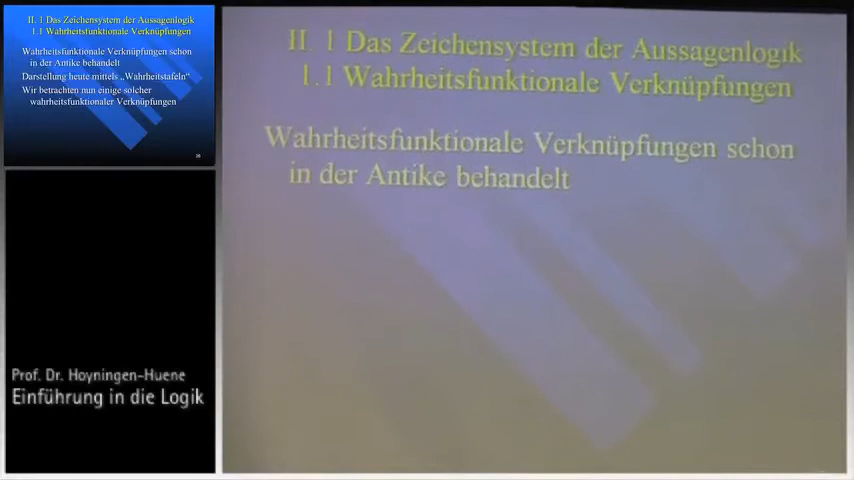 II. 1 Das Zeichensystem der Aussagenlogik
1.1 Wahrheitsfunktionale Verknüpfungen
Wahrheitsfunktionale Verknüpfungen schon
in der Antike behandelt
Darstellung heute mittels „Wahrheitstafeln“
Wir betrachten nun einige solcher
wahrheitsfunktionaler Verknüpfungen
Prof. Dr. Hoyningen-Huene
Einführung in die Logik
II. 1 Das Zeichensystem der Aussagenlogik
1.1 Wahrheitsfunktionale Verknüpfungen
Wahrheitsfunktionale Verknüpfungen schon
in der Antike behandelt